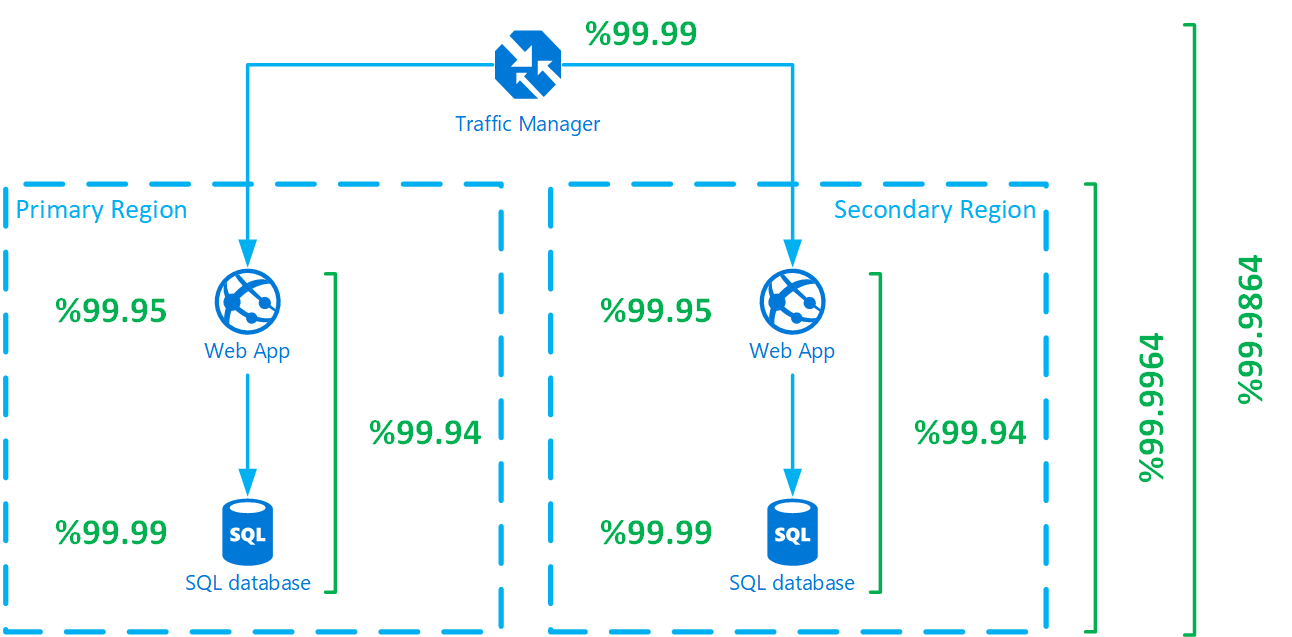 %99.99
Traffic Manager
Primary Region
Secondary Region
%99.95
Web App
%99.95
Web App
%99.94
%99.94
%99.9964
%99.9864
%99.99
SQL
SQL database
%99.99
SQL
SQL database